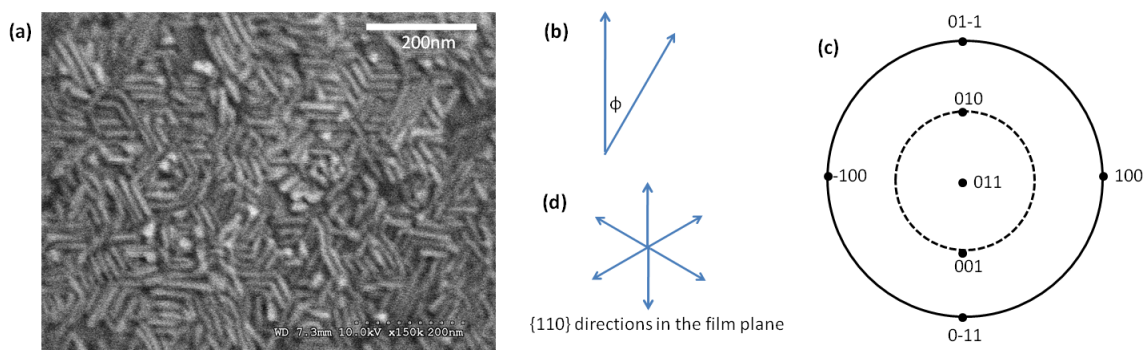 (a)
200nm
WD 7.3mm 10.0kV x150k 200nm
(b)
ϕ
(d)
{110} directions in the film plane
(c)
01-1
010
-100
011
100
001
0-11